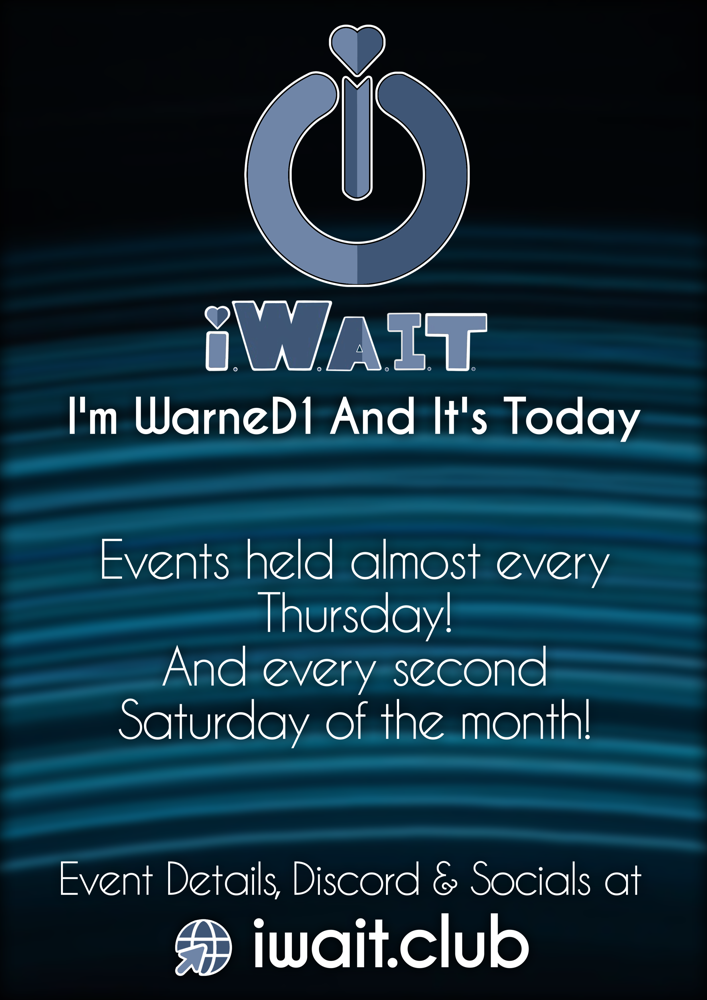 i.W.A.I.T.
I'm WarneD1 And It's Today
Events held almost every
Thursday!
And every second
Saturday of the month!
Event Details, Discord & Socials at
iwait.club